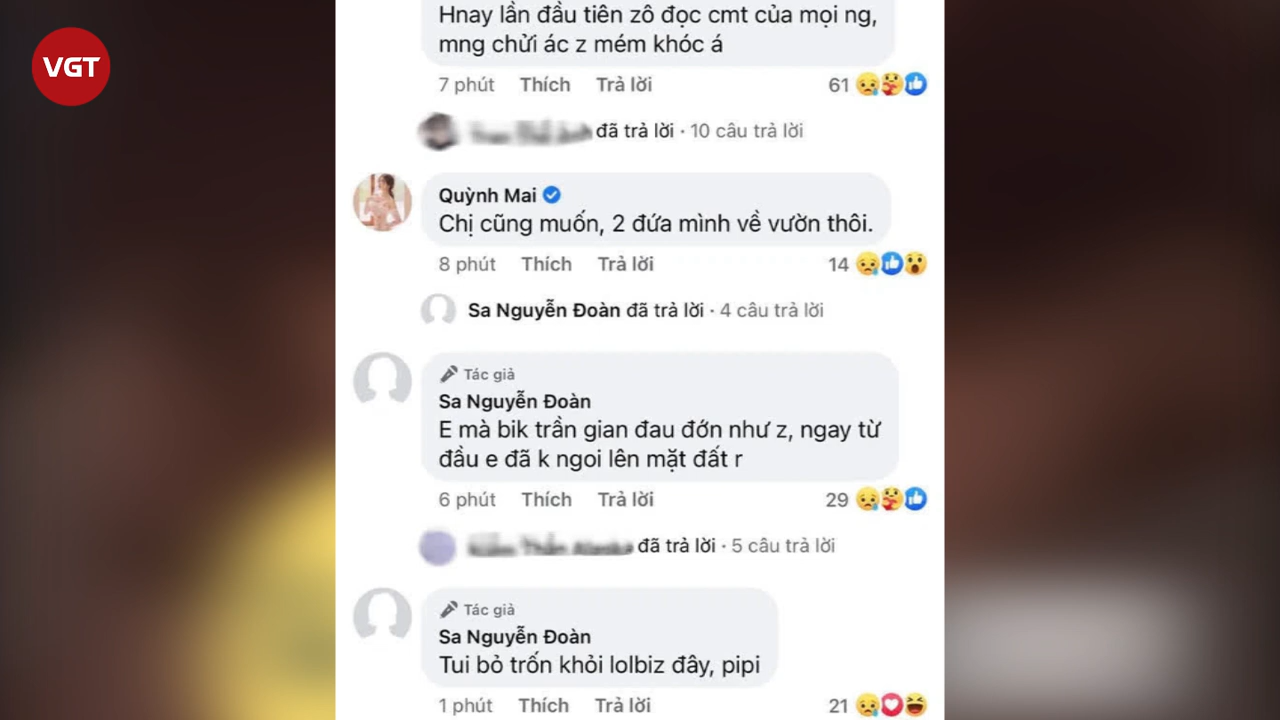 VGT
Hnay lần đầu tiên zô đọc cmt của mọi ng,
mng chửi ác z mém khóc á
7 phút Thích Trả lời 61
đã trả lời · 10 câu trả lời
Quỳnh Mai
Chị cũng muốn, 2 đứa mình về vườn thôi.
8 phút Thích Trả lời 14
Sa Nguyễn Đoàn đã trả lời · 4 câu trả lời
Tác giả
Sa Nguyễn Đoàn
E mà bik trần gian đau đớn như z, ngay từ
đầu e đã k ngoi lên mặt đất r
6 phút Thích Trả lời 29
đã trả lời · 5 câu trả lời
Tác giả
Sa Nguyễn Đoàn
Tui bỏ trốn khỏi lolbiz đây, pipi
1 phút Thích Trả lời 21